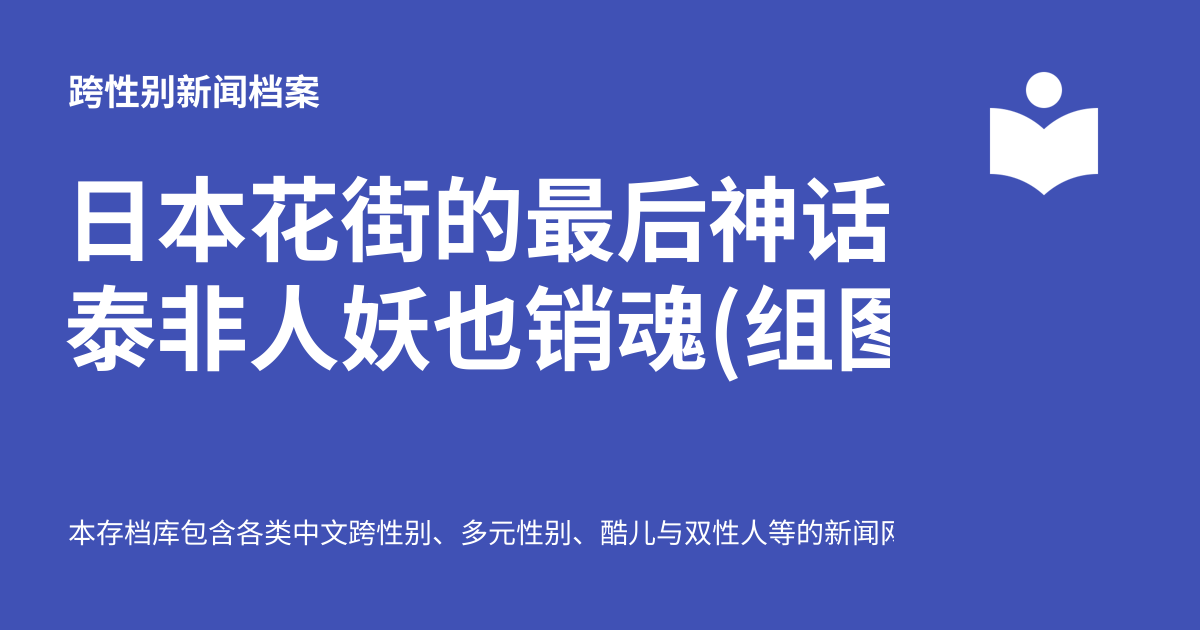 跨性别新闻档案
日本花街的最后神话
泰非人妖也销魂(组图
本存档库包含各类中文跨性别、多元性别、酷儿与双性人等的新闻网